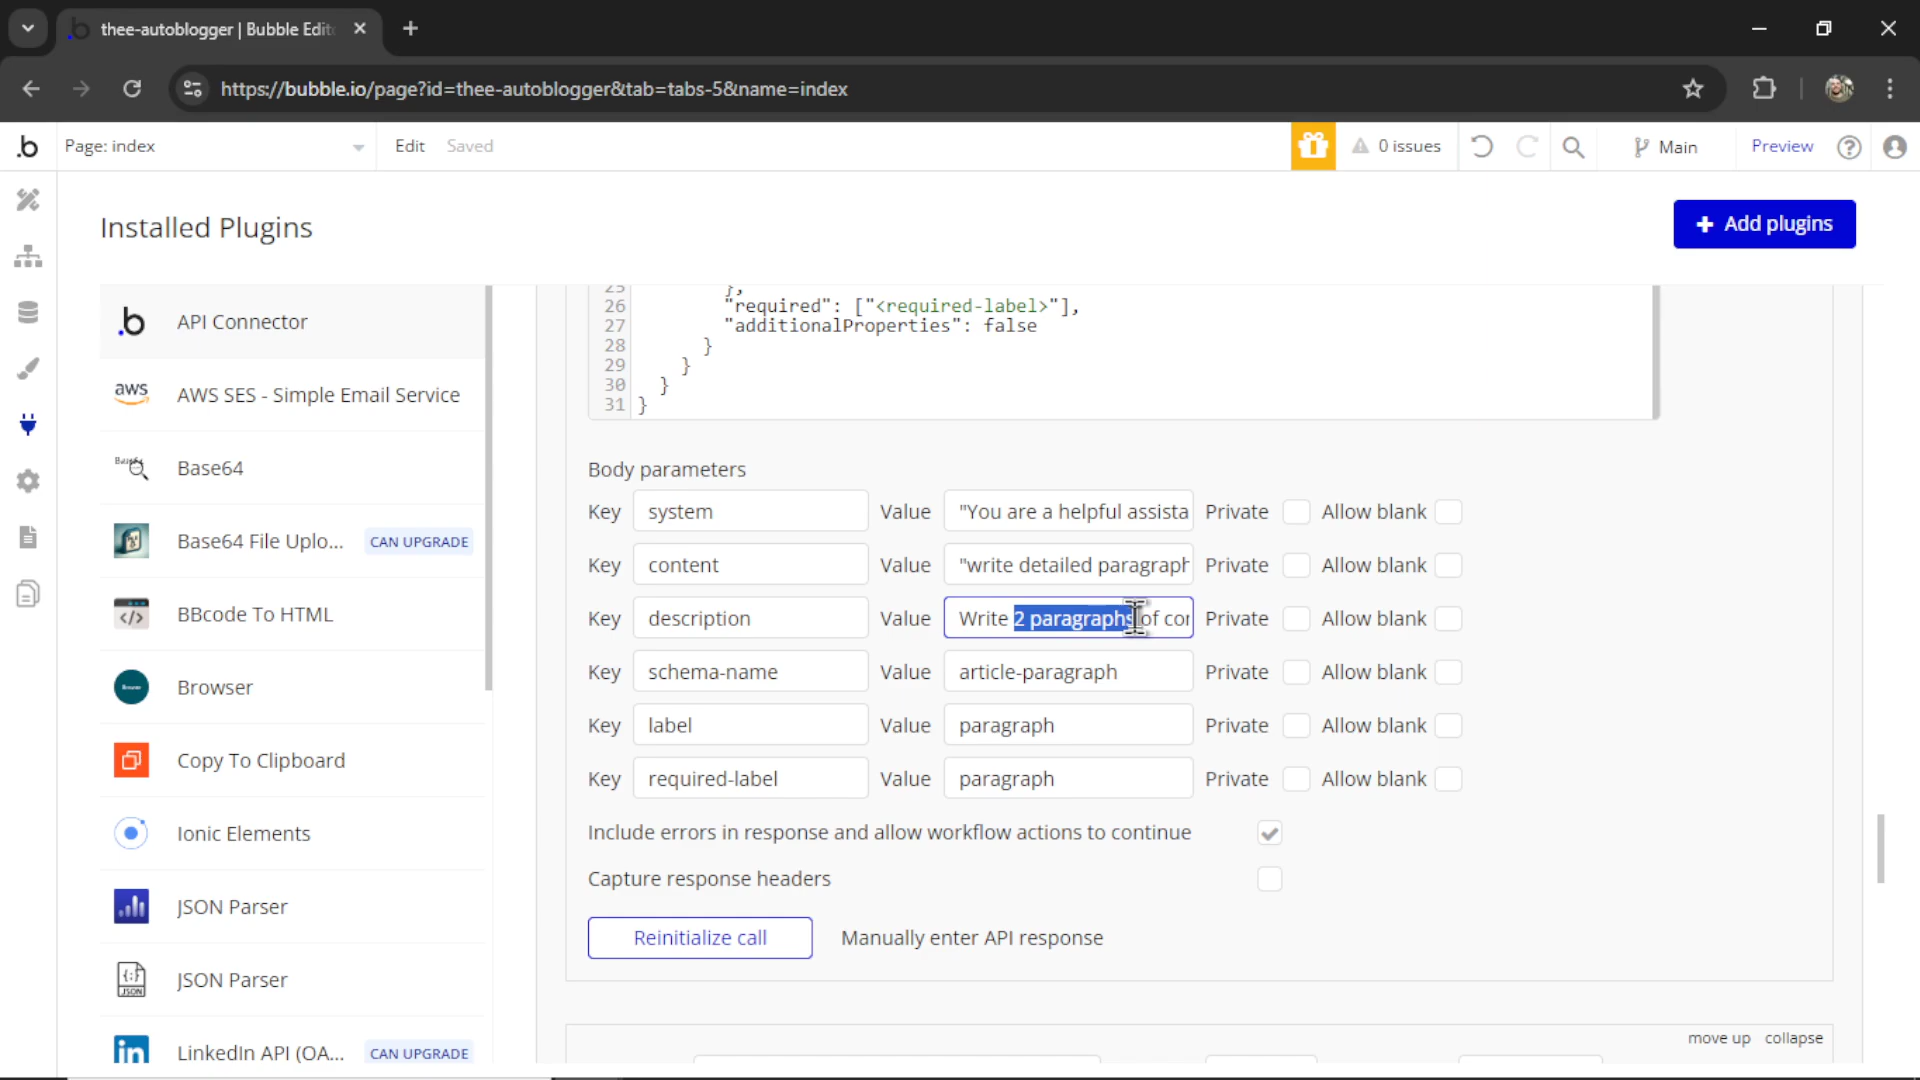 thee-autoblogger | Bubble Edit
https://bubble.io/page?id=thee-autoblogger&tab=tabs-5&name=index
.b Page: index Edit Saved 0 issues Main Preview ?
Installed Plugins
+ Add plugins
.b API Connector
aws AWS SES - Simple Email Service
Base64
Base64 File Uplo... CAN UPGRADE
BBcode To HTML
Browser
Copy To Clipboard
Ionic Elements
JSON Parser
JSON JSON Parser
in LinkedIn API (OA... CAN UPGRADE
25 },
26 "required": ["<required-label>"],
27 "additionalProperties": false
28 }
29 }
30 }
31 }
Body parameters
Key system Value "You are a helpful assista Private Allow blank
Key content Value "write detailed paragraph Private Allow blank
Key description Value Write 2 paragraphs of cor Private Allow blank
Key schema-name Value article-paragraph Private Allow blank
Key label Value paragraph Private Allow blank
Key required-label Value paragraph Private Allow blank
Include errors in response and allow workflow actions to continue
Capture response headers
Reinitialize call Manually enter API response
move up collapse